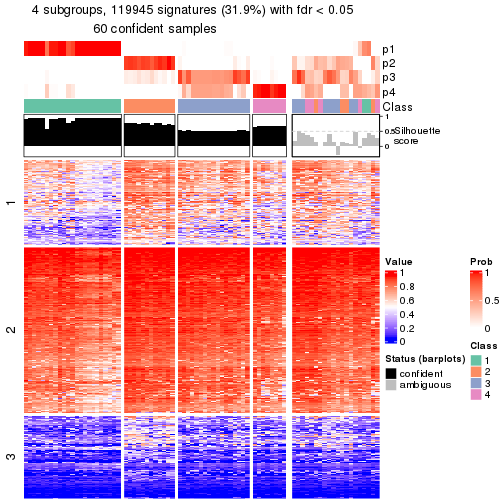 4 subgroups, 119945 signatures (31.9%) with fdr < 0.05
60 confident samples
p1
p2
p3
p4
Class
1
0.5
0
Silhouette
score
1
2
3
Value
1
0.8
0.6
0.4
0.2
0
Status (barplots)
confident
ambiguous
Prob
1
0.5
0
Class
1
2
3
4